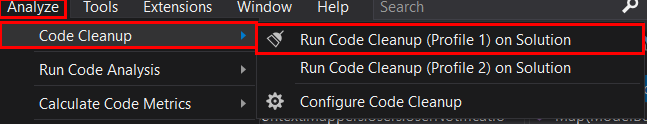 Analyze Tools Extensions Window Help Search
Code Cleanup
Run Code Cleanup (Profile 1) on Solution
Run Code Analysis
Run Code Cleanup (Profile 2) on Solution
Calculate Code Metrics
Configure Code Cleanup